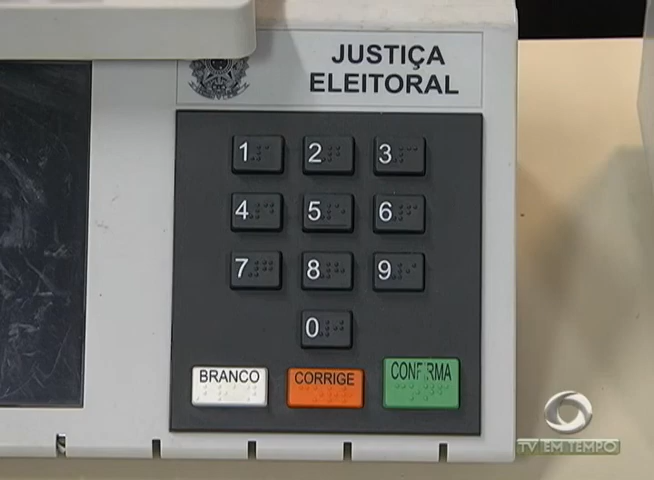 JUSTIÇA
ELEITORAL
1 2 3
4 5 6
7 8 9
0
BRANCO CORRIGE CONFIRMA
TV EM TEMPO